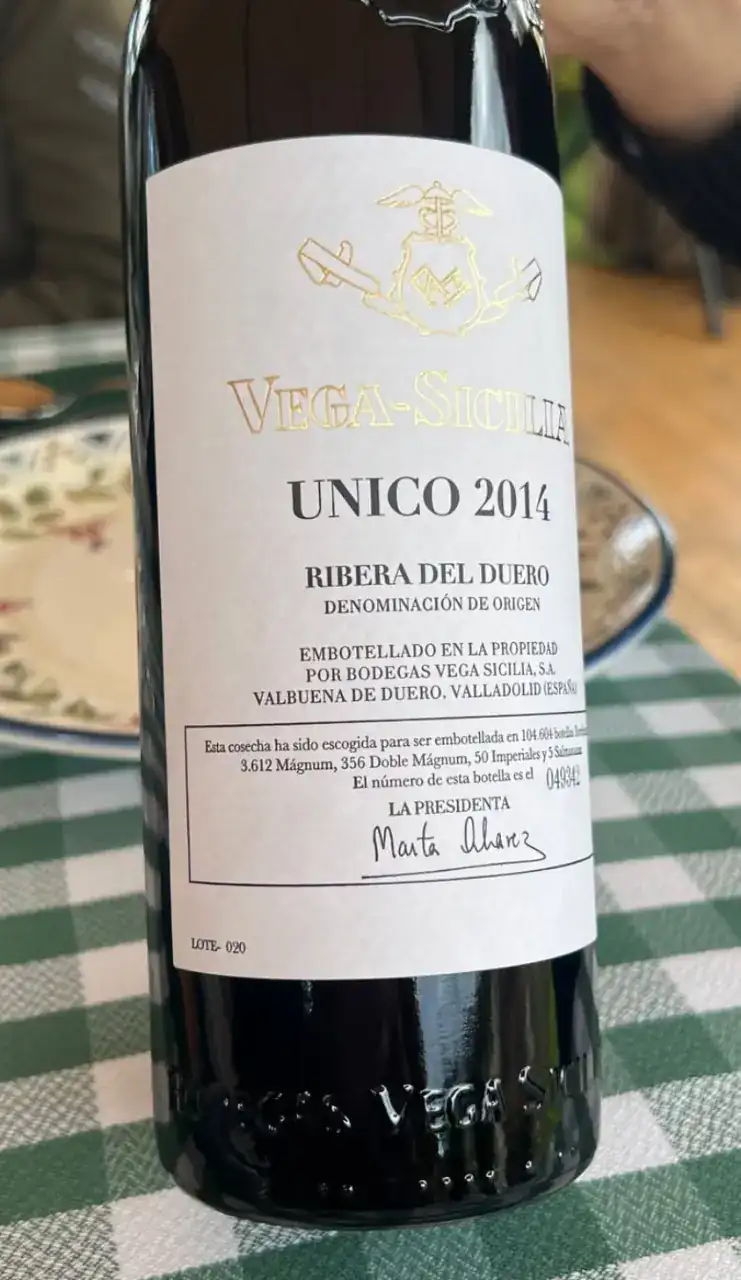 VEGA-SICILIA
UNICO 2014
RIBERA DEL DUERO
DENOMINACIÓN DE ORIGEN
EMBOTELLADO EN LA PROPIEDAD
POR BODEGAS VEGA SICILIA, S.A.
VALBUENA DE DUERO, VALLADOLID (ESPAÑA)
Esta cosecha ha sido escogida para ser embotellada en 104.604
3.612 Mágnum, 356 Doble Mágnum, 50 Imperiales y 5
El número de esta botella es el 049342
LA PRESIDENTA
Marta Alvarez
LOTE- 020
VEGA